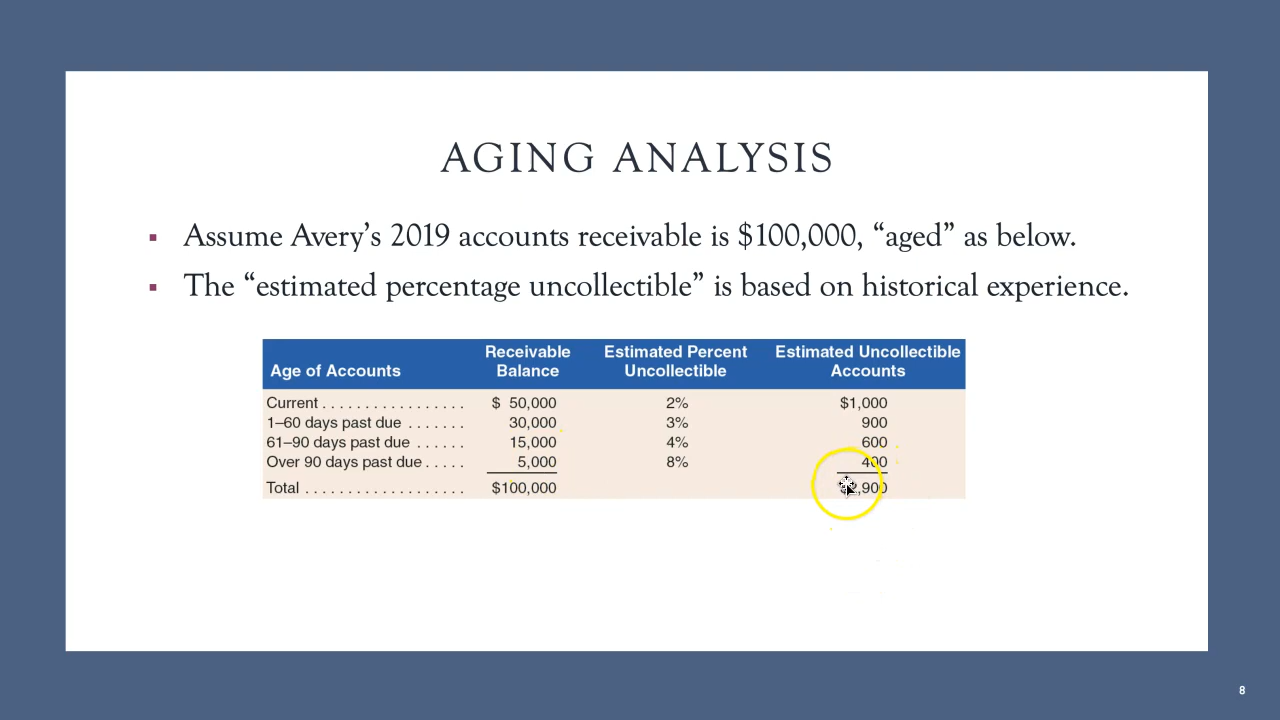 AGING ANALYSIS
▪ Assume Avery’s 2019 accounts receivable is $100,000, “aged” as below.
▪ The “estimated percentage uncollectible” is based on historical experience.
Age of Accounts Receivable Balance Estimated Percent Uncollectible Estimated Uncollectible Accounts
Current . . . . . . . . . . . . . . . . . $ 50,000 2% $1,000
1–60 days past due . . . . . . . 30,000 3% 900
61–90 days past due . . . . . . 15,000 4% 600
Over 90 days past due . . . . . 5,000 8% 400
Total . . . . . . . . . . . . . . . . . . . $100,000 $2,900
8